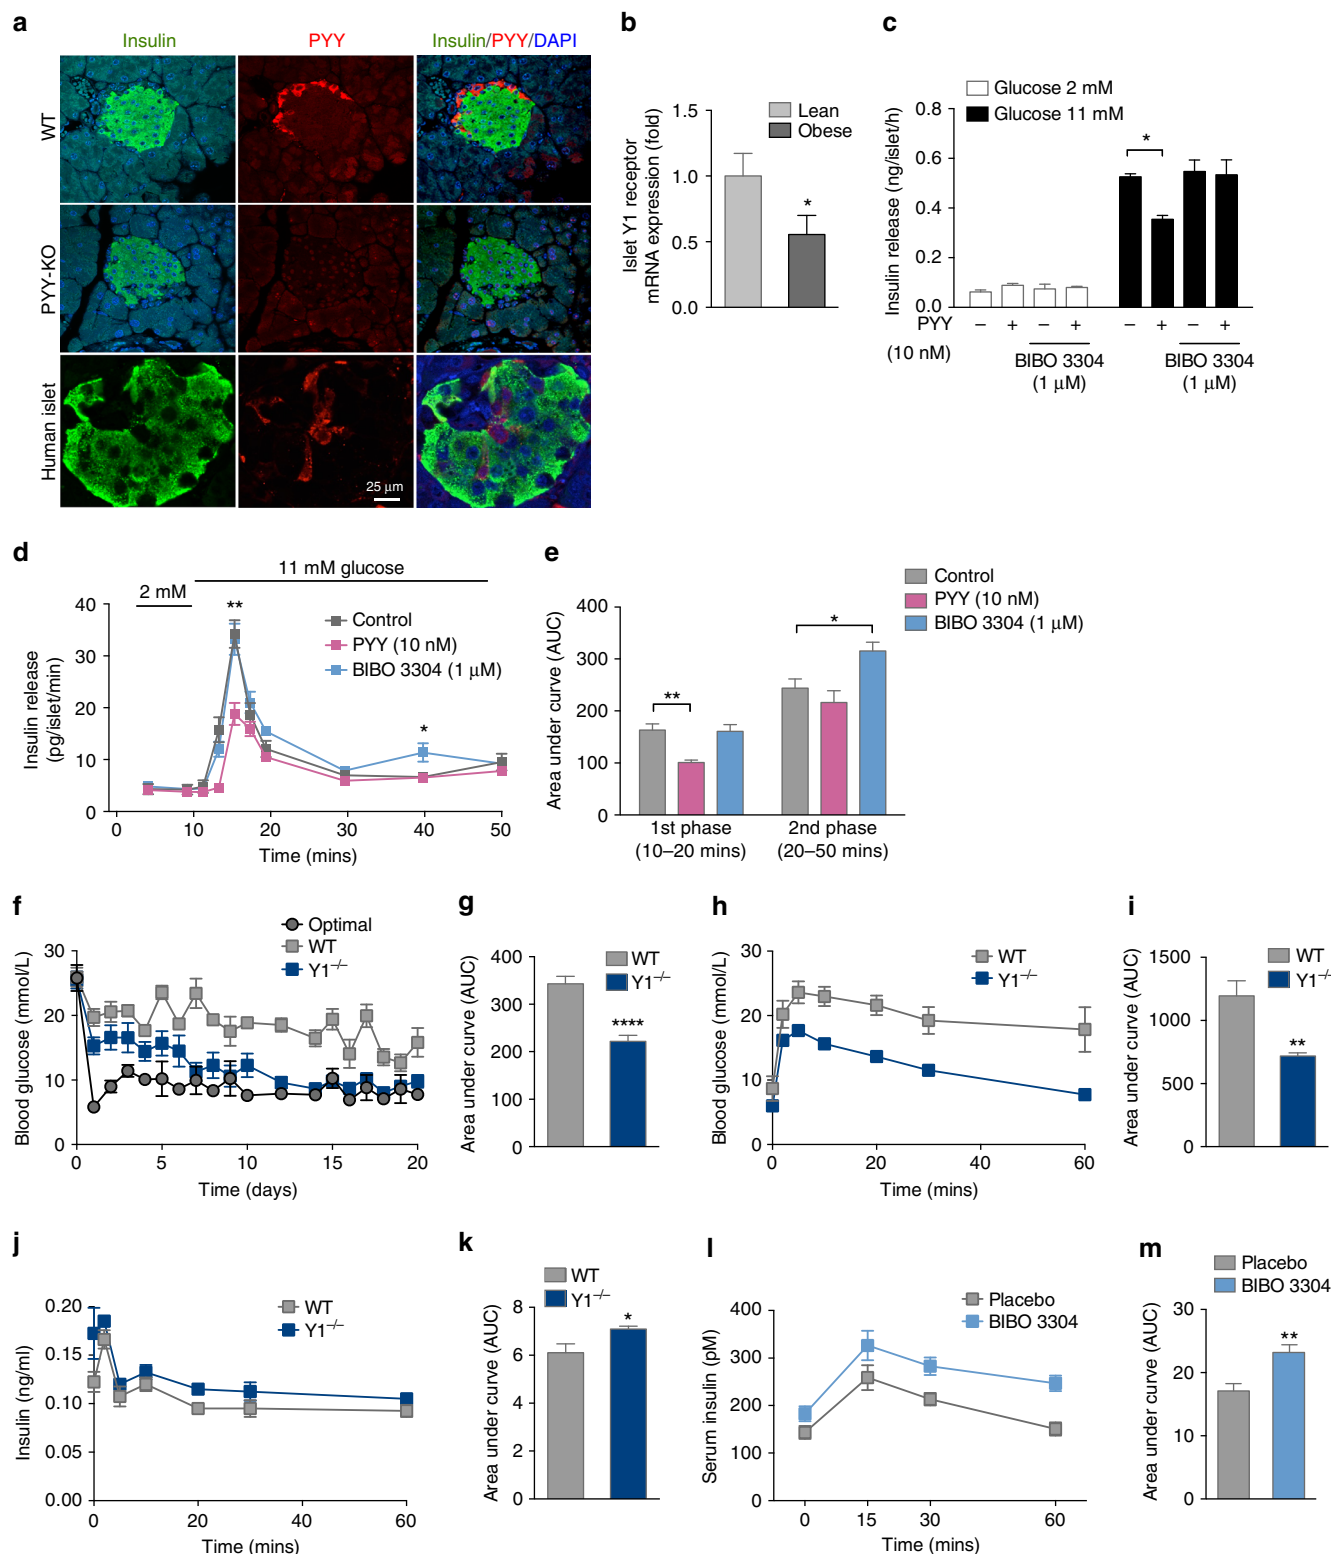 a
Insulin
PYY
Insulin/PYY/DAPI
WT
PYY-KO
Human islet
25 μm
b
Islet Y1 receptor
mRNA expression (fold)
1.5
1.0
0.5
0.0
Lean
Obese
*
c
Glucose 2 mM
Glucose 11 mM
Insulin release (ng/islet/h)
0.8
0.6
0.4
0.2
0.0
*
PYY – + – + – + – +
(10 nM)
BIBO 3304 BIBO 3304
(1 μM) (1 μM)
d
2 mM
11 mM glucose
Insulin release
(pg/islet/min)
40
30
20
10
0
**
*
Control
PYY (10 nM)
BIBO 3304 (1 μM)
0 10 20 30 40 50
Time (mins)
e
Control
PYY (10 nM)
BIBO 3304 (1 μM)
Area under curve (AUC)
400
300
200
100
0
**
*
1st phase 2nd phase
(10–20 mins) (20–50 mins)
f
Optimal
WT
Y1–/–
Blood glucose (mmol/L)
30
20
10
0
0 5 10 15 20
Time (days)
g
WT
Y1–/–
Area under curve (AUC)
400
300
200
100
0
****
h
WT
Y1–/–
Blood glucose (mmol/L)
30
20
10
0
0 20 40 60
Time (mins)
i
WT
Y1–/–
Area under curve (AUC)
1500
1000
500
0
**
j
WT
Y1–/–
Insulin (ng/ml)
0.20
0.15
0.10
0.05
0.00
0 20 40 60
Time (mins)
k
WT
Y1–/–
Area under curve (AUC)
8
6
4
2
0
*
l
Placebo
BIBO 3304
Serum insulin (pM)
400
300
200
100
0
0 15 30 60
Time (mins)
m
Placebo
BIBO 3304
Area under curve (AUC)
30
20
10
0
**